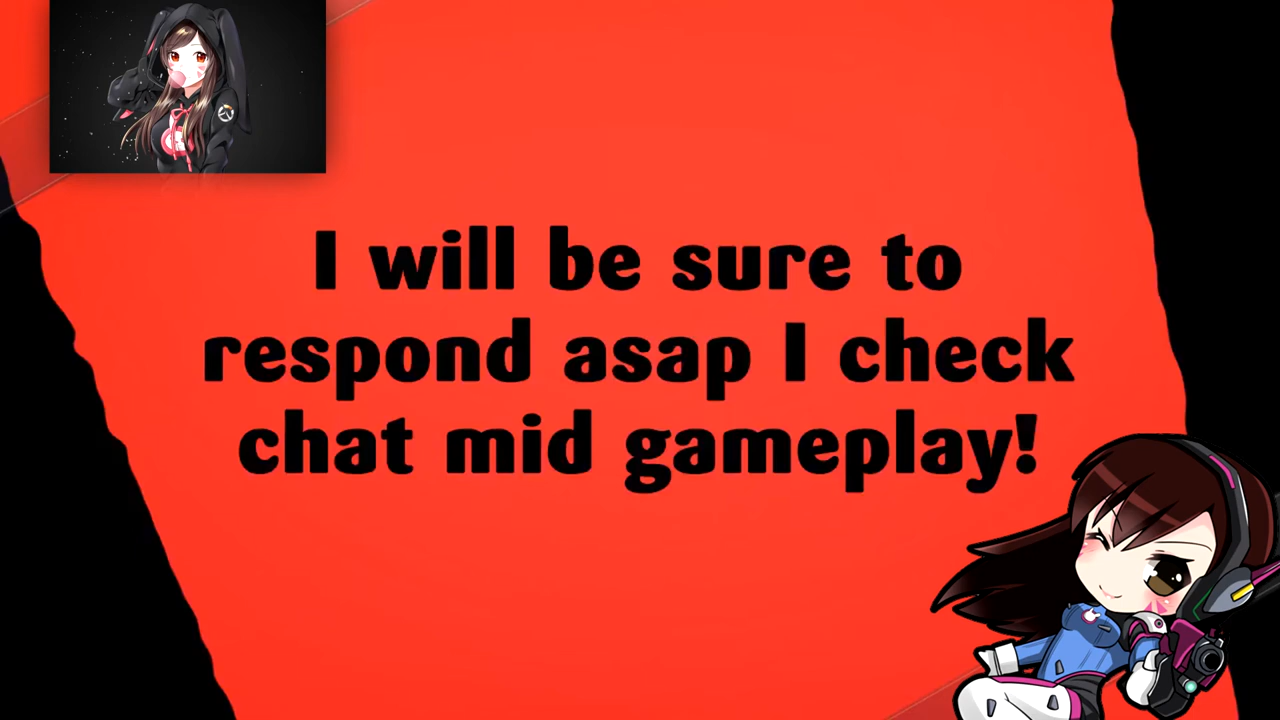 I will be sure to
respond asap I check
chat mid gameplay!